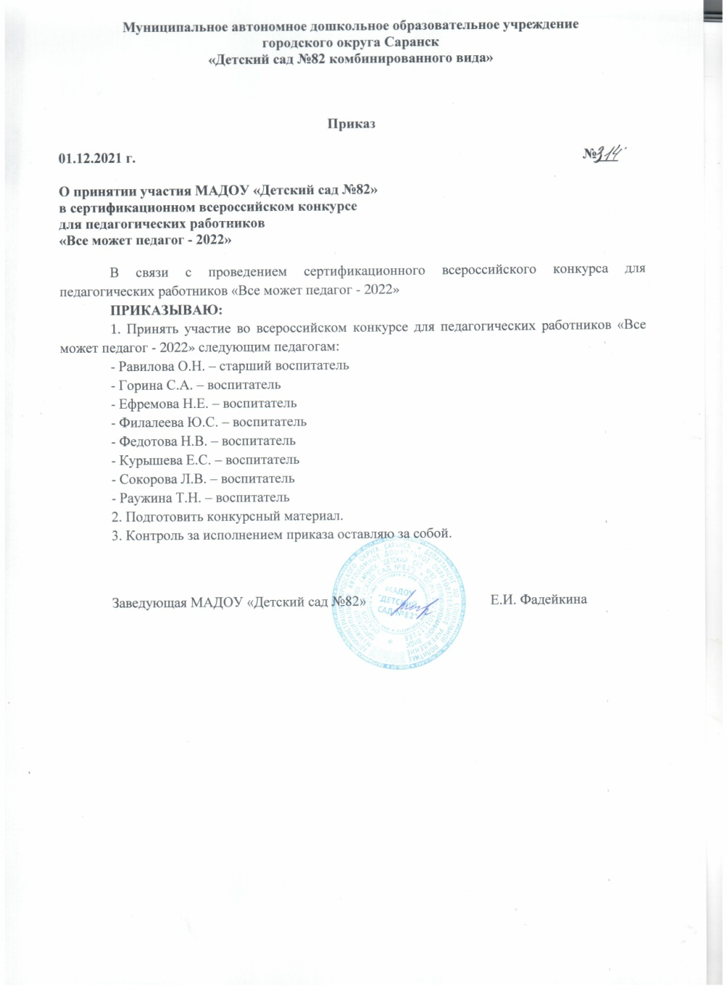 Муниципальное автономное дошкольное образовательное учреждение
городского округа Саранск
«Детский сад №82 комбинированного вида»
Приказ
01.12.2021 г.
№314
О принятии участия МАДОУ «Детский сад №82»
в сертификационном всероссийском конкурсе
для педагогических работников
«Все может педагог - 2022»
В связи с проведением сертификационного всероссийского конкурса для
педагогических работников «Все может педагог - 2022»
ПРИКАЗЫВАЮ:
1. Принять участие во всероссийском конкурсе для педагогических работников «Все
может педагог - 2022» следующим педагогам:
- Равилова О.Н. – старший воспитатель
- Горина С.А. – воспитатель
- Ефремова Н.Е. – воспитатель
- Филалеева Ю.С. – воспитатель
- Федотова Н.В. – воспитатель
- Курышева Е.С. – воспитатель
- Сокорова Л.В. – воспитатель
- Раужина Т.Н. – воспитатель
2. Подготовить конкурсный материал.
3. Контроль за исполнением приказа оставляю за собой.
Заведующая МАДОУ «Детский сад №82»
Е.И. Фадейкина
МАДОУ
"ДЕТСКИЙ
САД №82"